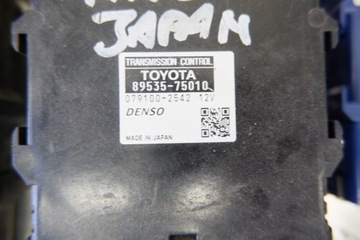 JAPAN
TRANSMISSION CONTROL
TOYOTA
89535-75010
079100-2542 12V
DENSO
MADE IN JAPAN